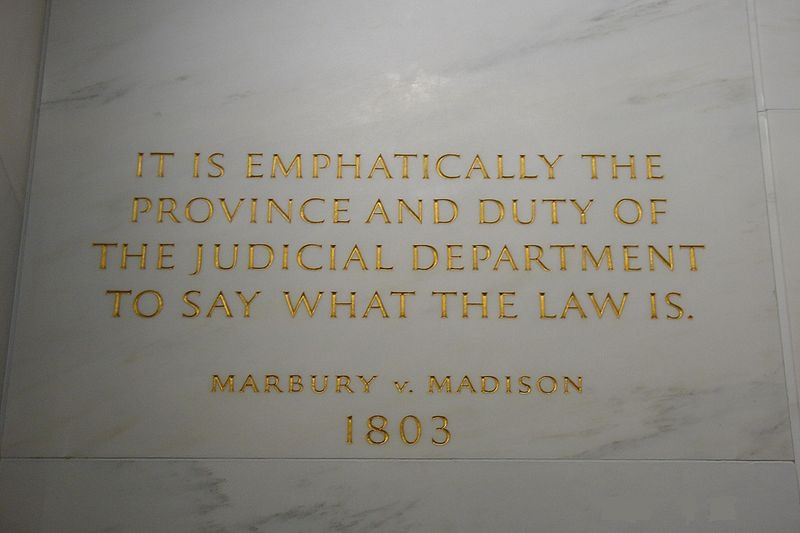 IT IS EMPHATICALLY THE
PROVINCE AND DUTY OF
THE JUDICIAL DEPARTMENT
TO SAY WHAT THE LAW IS.
MARBURY v. MADISON
1803